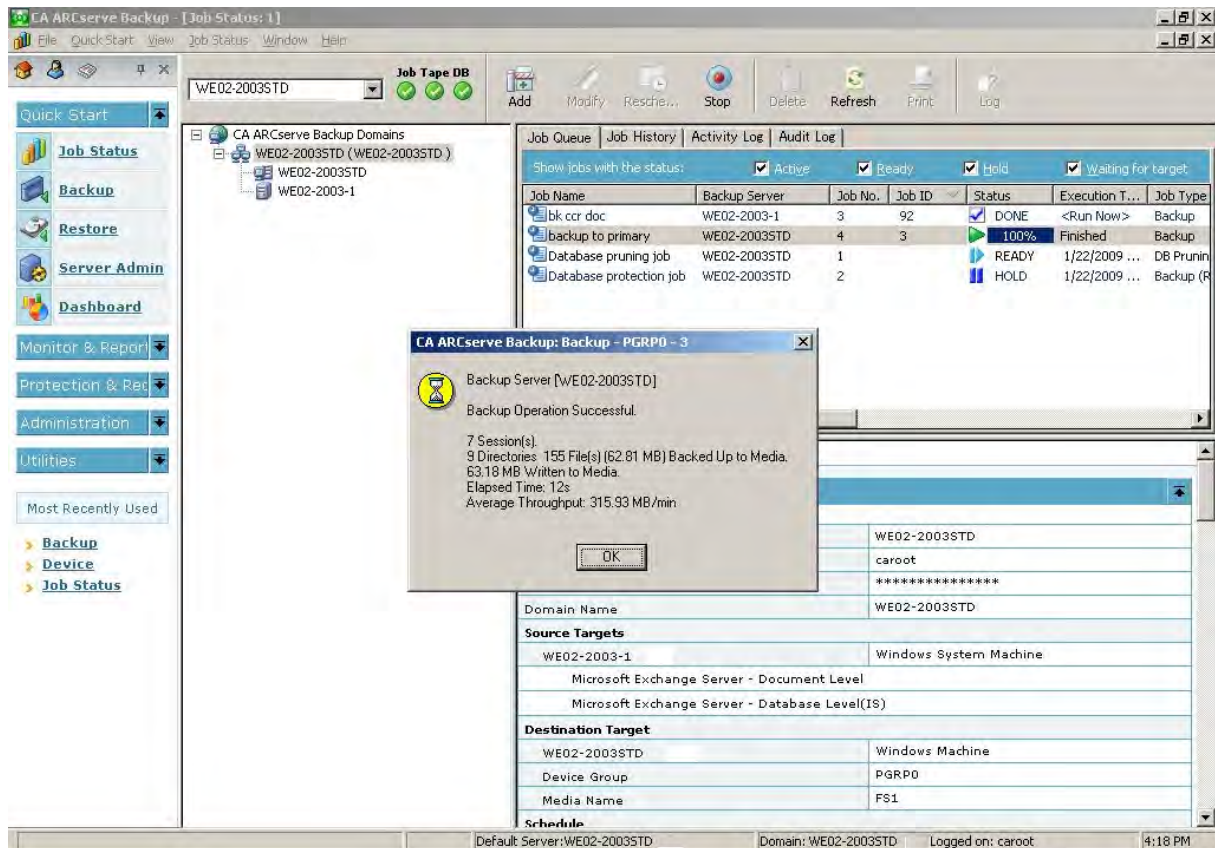 CA ARCserve Backup - [Job Status: 1]
File Quick Start View Job Status Window Help
WE02-2003STD
Job Tape DB
Add Modify Resche... Stop Delete Refresh Print Log
Quick Start
Job Status
Backup
Restore
Server Admin
Dashboard
Monitor & Report
Protection & Rec
Administration
Utilities
Most Recently Used
Backup
Device
Job Status
CA ARCserve Backup Domains
WE02-2003STD (WE02-2003STD )
WE02-2003STD
WE02-2003-1
Job Queue Job History Activity Log Audit Log
Show jobs with the status: Active Ready Hold Waiting for target
Job Name Backup Server Job No. Job ID Status Execution T... Job Type
bk ccr doc WE02-2003-1 3 92 DONE <Run Now> Backup
backup to primary WE02-2003STD 4 3 100% Finished Backup
Database pruning job WE02-2003STD 1 READY 1/22/2009 ... DB Prunin
Database protection job WE02-2003STD 2 HOLD 1/22/2009 ... Backup (R
CA ARCserve Backup: Backup - PGRP0 - 3
Backup Server [WE02-2003STD]
Backup Operation Successful.
7 Session(s).
9 Directories 155 File(s) (62.81 MB) Backed Up to Media.
63.18 MB Written to Media.
Elapsed Time: 12s
Average Throughput: 315.93 MB/min
OK
WE02-2003STD
caroot
***************
Domain Name WE02-2003STD
Source Targets
WE02-2003-1 Windows System Machine
Microsoft Exchange Server - Document Level
Microsoft Exchange Server - Database Level(IS)
Destination Target
WE02-2003STD Windows Machine
Device Group PGRP0
Media Name FS1
Schedule
Default Server:WE02-2003STD Domain: WE02-2003STD Logged on: caroot 4:18 PM